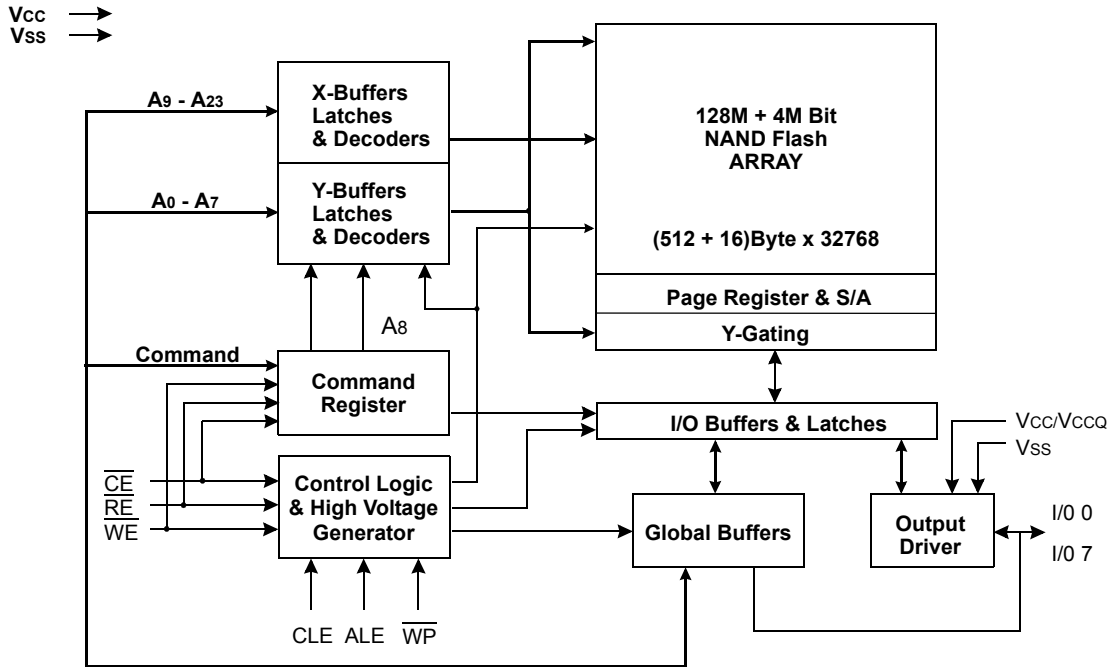 VCC
VSS
A9 - A23
X-Buffers
Latches
& Decoders
A0 - A7
Y-Buffers
Latches
& Decoders
128M + 4M Bit
NAND Flash
ARRAY
(512 + 16)Byte x 32768
Page Register & S/A
Y-Gating
A8
Command
Command
Register
I/O Buffers & Latches
VCC/VCCQ
VSS
CE
RE
WE
Control Logic
& High Voltage
Generator
Global Buffers
Output
Driver
I/0 0
I/0 7
CLE ALE WP